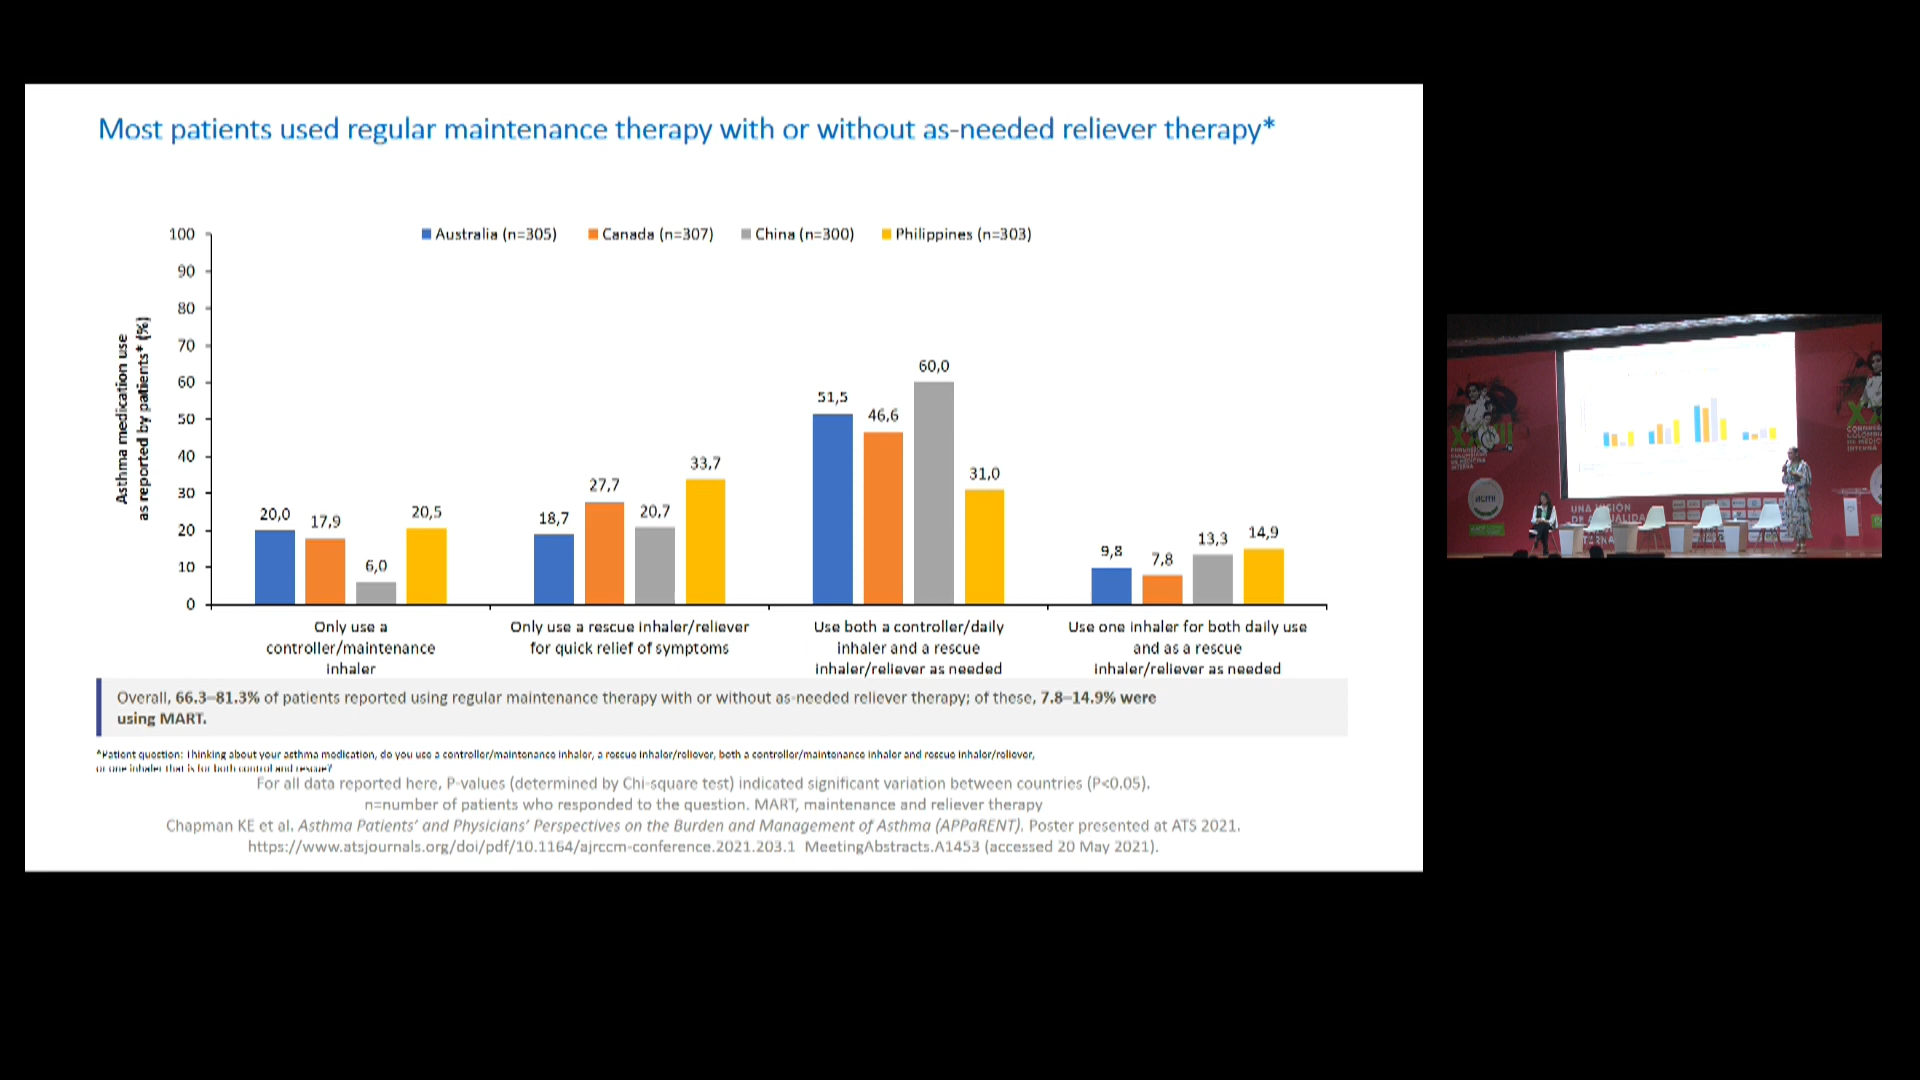 Most patients used regular maintenance therapy with or without as-needed reliever therapy*
Australia (n=305) Canada (n=307) China (n=300) Philippines (n=303)
Asthma medication use
as reported by patients* (%)
100
90
80
70
60
50
40
30
20
10
0
20,0 17,9 6,0 20,5
18,7 27,7 20,7 33,7
51,5 46,6 60,0 31,0
9,8 7,8 13,3 14,9
Only use a
controller/maintenance
inhaler
Only use a rescue inhaler/reliever
for quick relief of symptoms
Use both a controller/daily
inhaler and a rescue
inhaler/reliever as needed
Use one inhaler for both daily use
and as a rescue
inhaler/reliever as needed
Overall, 66.3–81.3% of patients reported using regular maintenance therapy with or without as-needed reliever therapy; of these, 7.8–14.9% were
using MART.
*Patient question: Thinking about your asthma medication, do you use a controller/maintenance inhaler, a rescue inhaler/reliever, both a controller/maintenance inhaler and rescue inhaler/reliever,
or one inhaler that is for both control and rescue?
For all data reported here, P-values (determined by Chi-square test) indicated significant variation between countries (P<0.05).
n=number of patients who responded to the question. MART, maintenance and reliever therapy
Chapman KE et al. Asthma Patients' and Physicians' Perspectives on the Burden and Management of Asthma (APPaRENT). Poster presented at ATS 2021.
https://www.atsjournals.org/doi/pdf/10.1164/ajrccm-conference.2021.203.1 MeetingAbstracts.A1453 (accessed 20 May 2021).
UNA VISIÓN